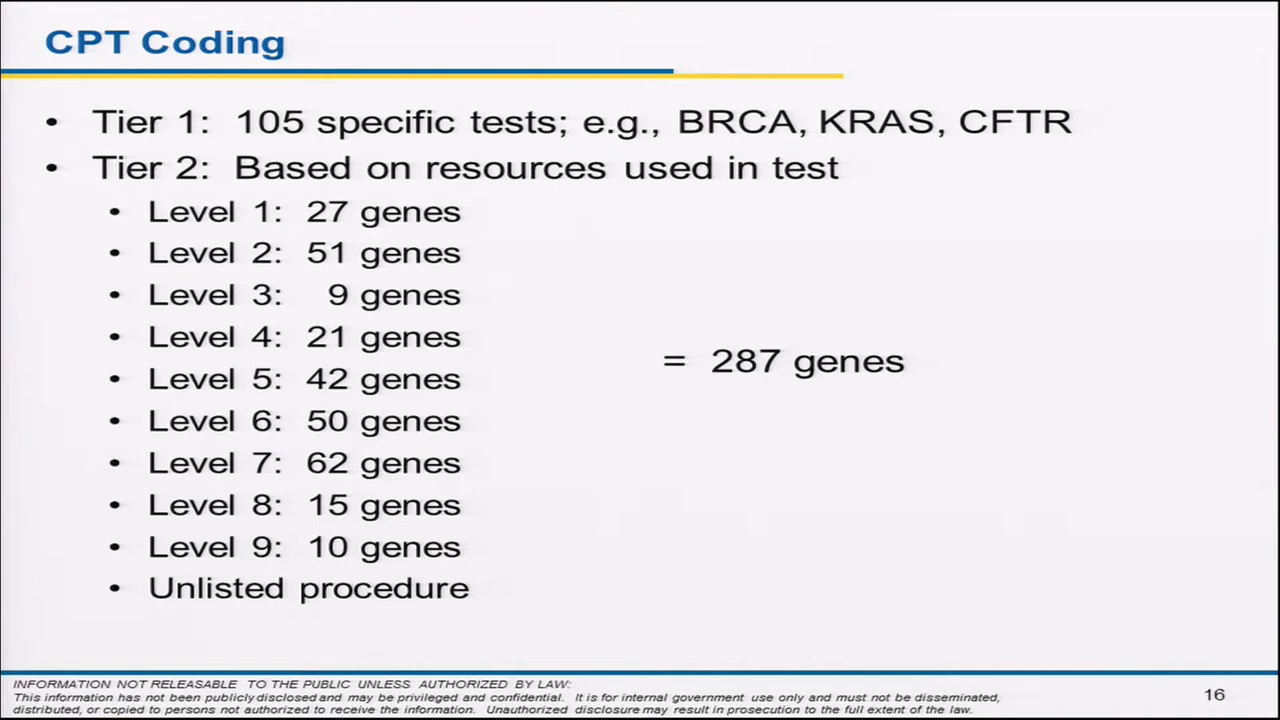 CPT Coding
• Tier 1: 105 specific tests; e.g., BRCA, KRAS, CFTR
• Tier 2: Based on resources used in test
• Level 1: 27 genes
• Level 2: 51 genes
• Level 3: 9 genes
• Level 4: 21 genes
= 287 genes
• Level 5: 42 genes
• Level 6: 50 genes
• Level 7: 62 genes
• Level 8: 15 genes
• Level 9: 10 genes
• Unlisted procedure
INFORMATION NOT RELEASABLE TO THE PUBLIC UNLESS AUTHORIZED BY LAW:
This information has not been publicly disclosed and may be privileged and confidential. It is for internal government use only and must not be disseminated,
distributed, or copied to persons not authorized to receive the information. Unauthorized disclosure may result in prosecution to the full extent of the law.
16